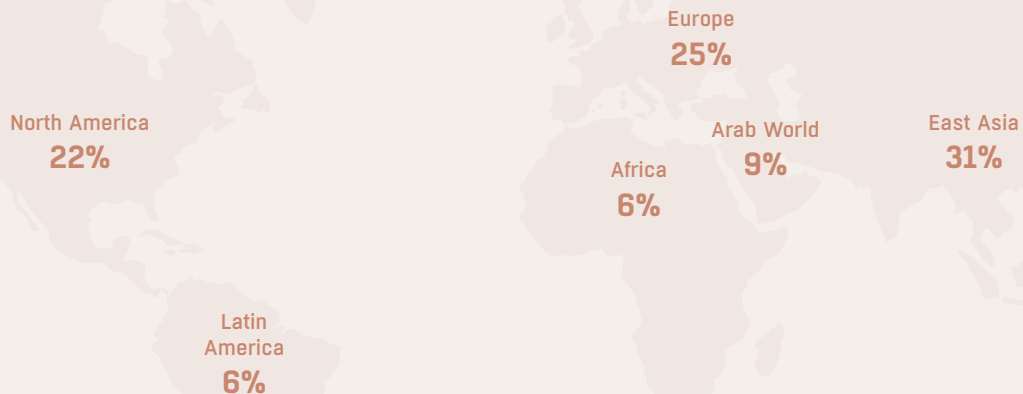 Europe
25%
North America
22%
Arab World
9%
East Asia
31%
Africa
6%
Latin
America
6%